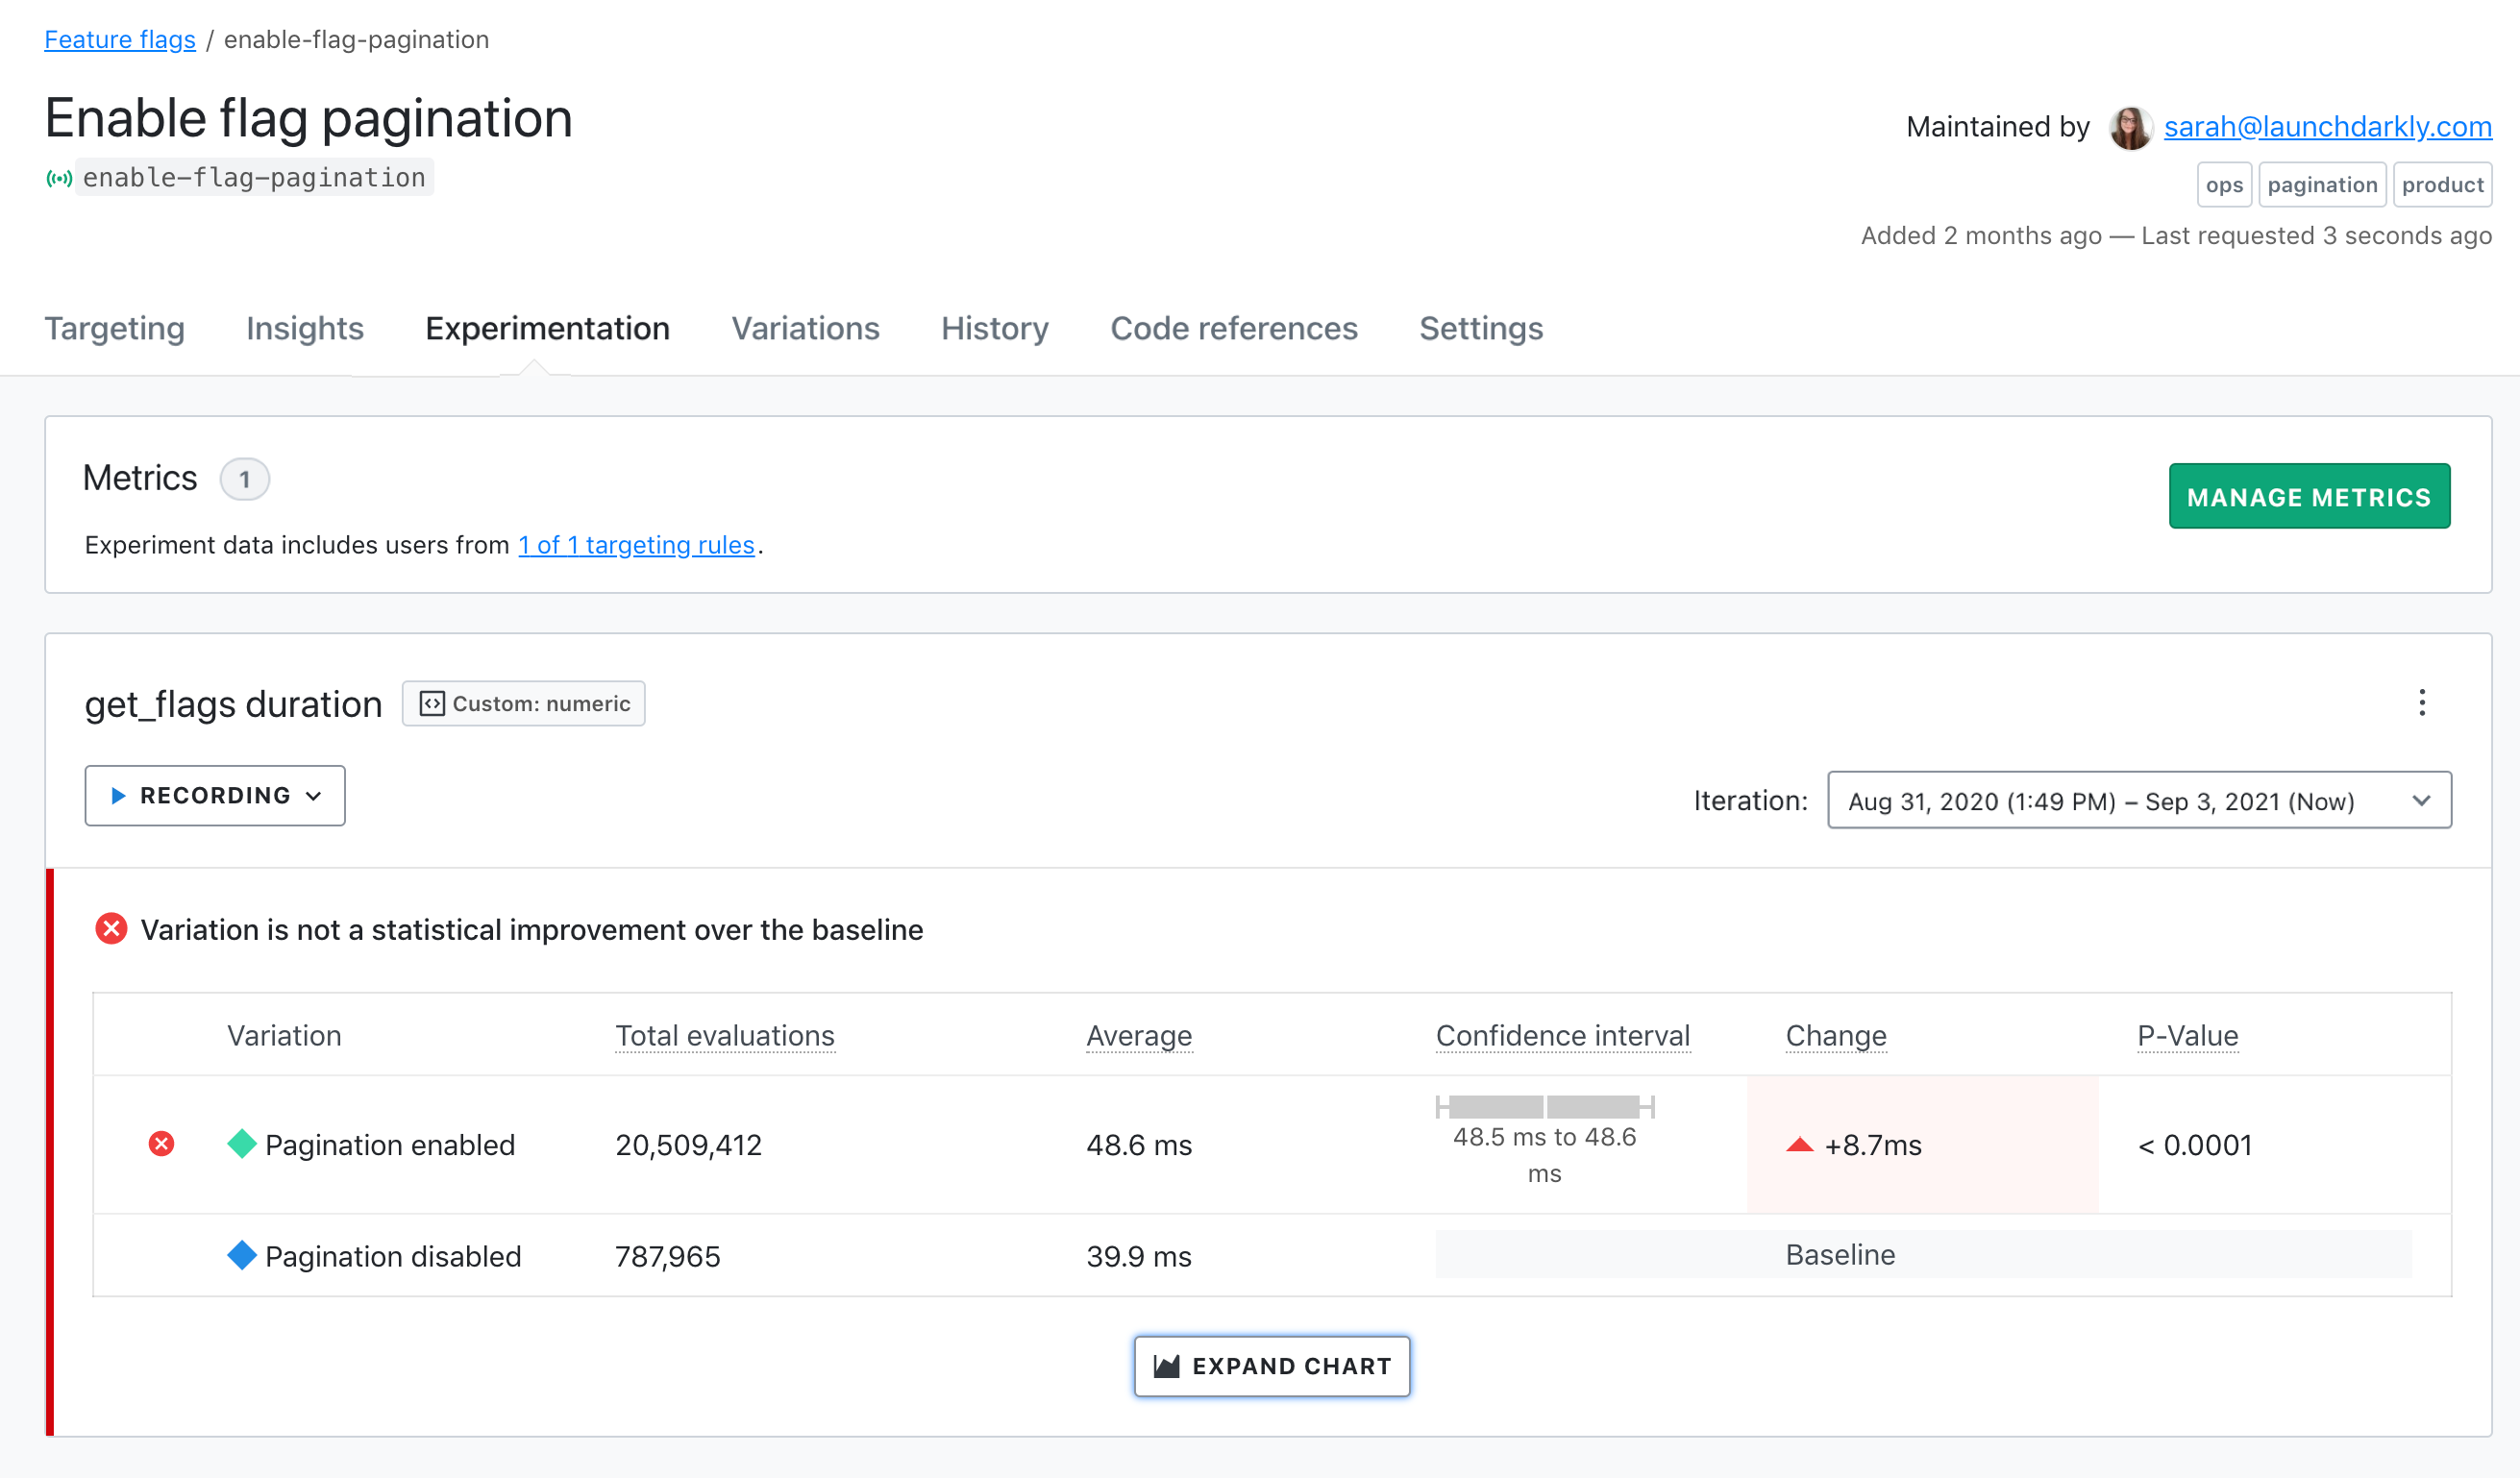 Feature flags / enable-flag-pagination
Enable flag pagination
enable-flag-pagination
Maintained by sarah@launchdarkly.com
ops pagination product
Added 2 months ago — Last requested 3 seconds ago
Targeting Insights Experimentation Variations History Code references Settings
Metrics 1
MANAGE METRICS
Experiment data includes users from 1 of 1 targeting rules.
get_flags duration Custom: numeric
RECORDING
Iteration: Aug 31, 2020 (1:49 PM) – Sep 3, 2021 (Now)
Variation is not a statistical improvement over the baseline
Variation Total evaluations Average Confidence interval Change P-Value
Pagination enabled 20,509,412 48.6 ms 48.5 ms to 48.6 ms +8.7ms < 0.0001
Pagination disabled 787,965 39.9 ms Baseline
EXPAND CHART